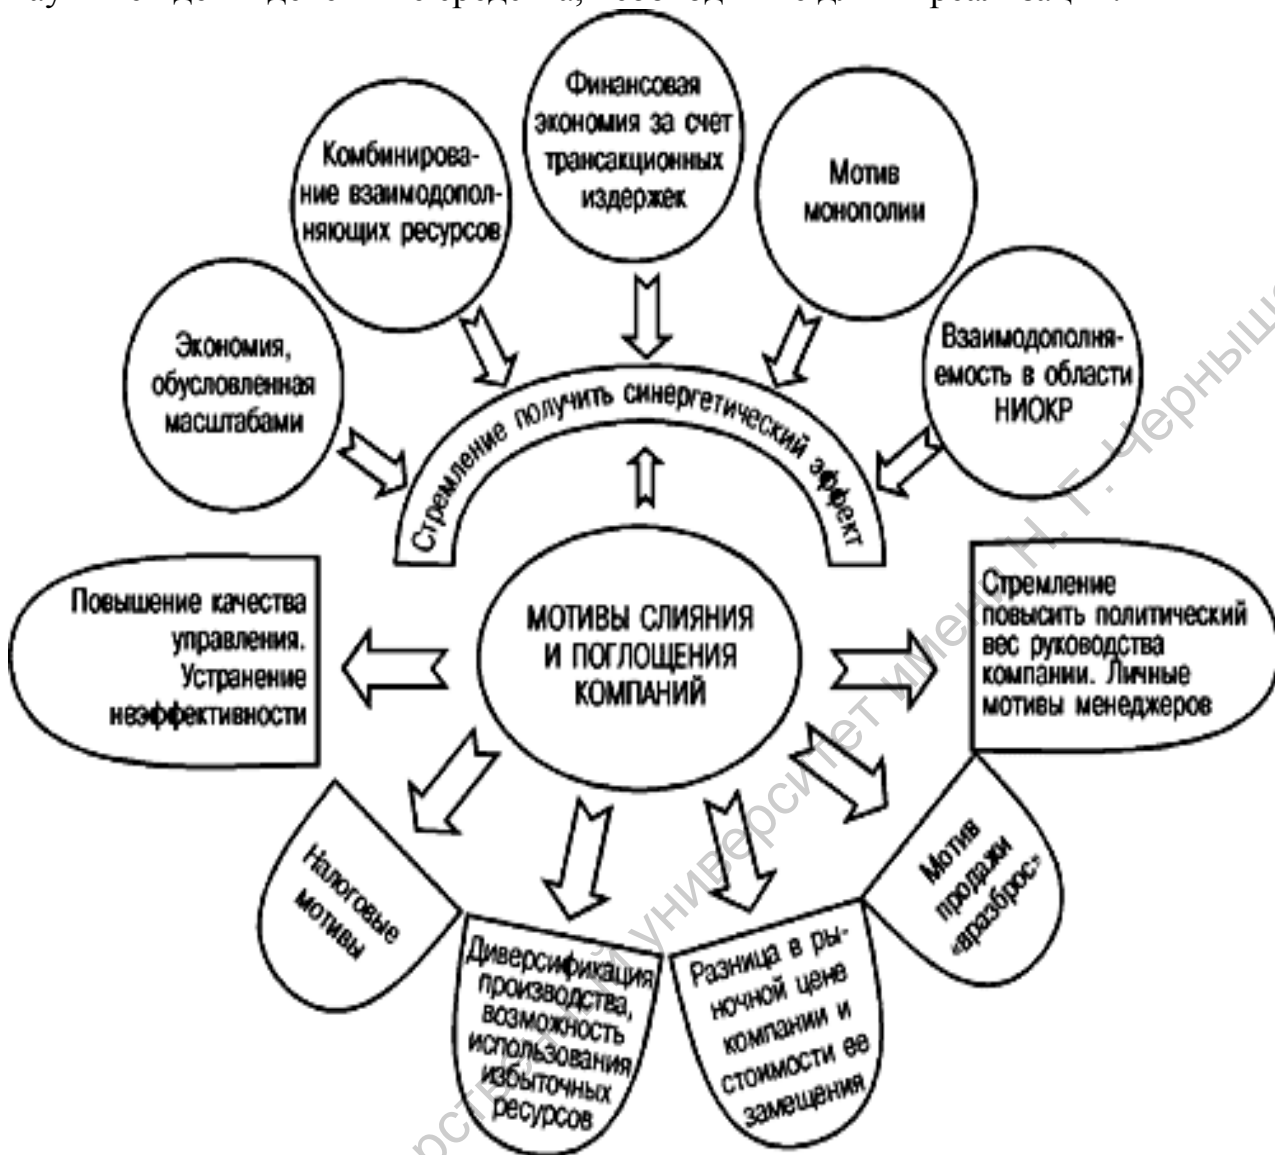 Финансовая
экономия за счет
трансакционных
издержек
Комбинирова-
ние взаимодопол-
няющих ресурсов
Мотив
монополии
Экономия,
обусловленная
масштабами
Взаимодополня-
емость в области
НИОКР
Стремление получить синергетический эффект
МОТИВЫ СЛИЯНИЯ
И ПОГЛОЩЕНИЯ
КОМПАНИЙ
Повышение качества
управления.
Устранение
неэффективности
Стремление
повысить политический
вес руководства
компании. Личные
мотивы менеджеров
Налоговые
мотивы
Диверсификация
производства,
возможность
использования
избыточных
ресурсов
Разница в ры-
ночной цене
компании и
стоимости ее
замещения
Мотив
продажи
«вразброс»
университет имени Н. Г. Черныше